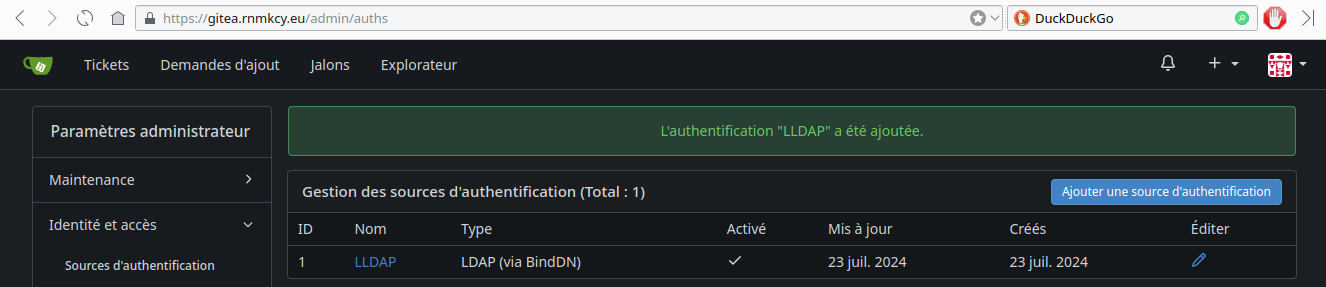 https://gitea.rnmkcy.eu/admin/auths DuckDuckGo
Tickets Demandes d'ajout Jalons Explorateur
Paramètres administrateur
L'authentification "LLDAP" a été ajoutée.
Maintenance
Identité et accès
Sources d'authentification
Gestion des sources d'authentification (Total : 1) Ajouter une source d'authentification
ID Nom Type Activé Mis à jour Créés Éditer
1 LLDAP LDAP (via BindDN) 23 juil. 2024 23 juil. 2024